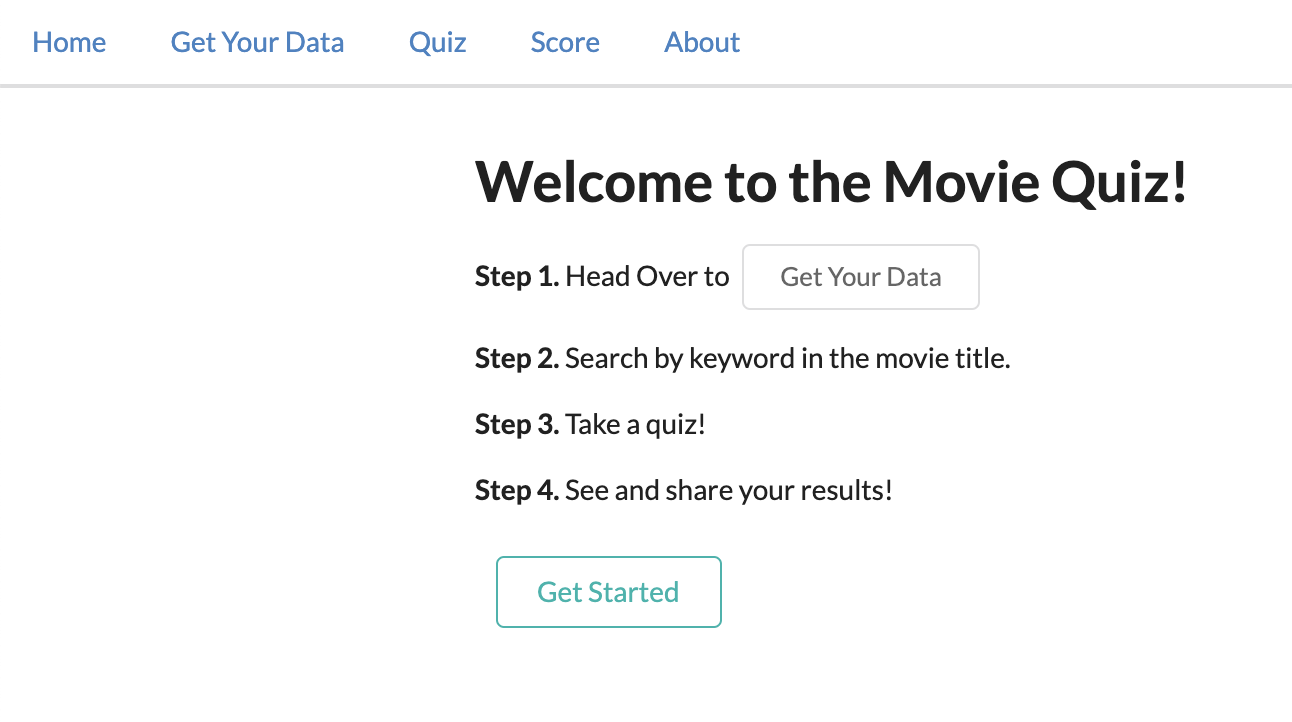 Home Get Your Data Quiz Score About
Welcome to the Movie Quiz!
Step 1. Head Over to Get Your Data
Step 2. Search by keyword in the movie title.
Step 3. Take a quiz!
Step 4. See and share your results!
Get Started